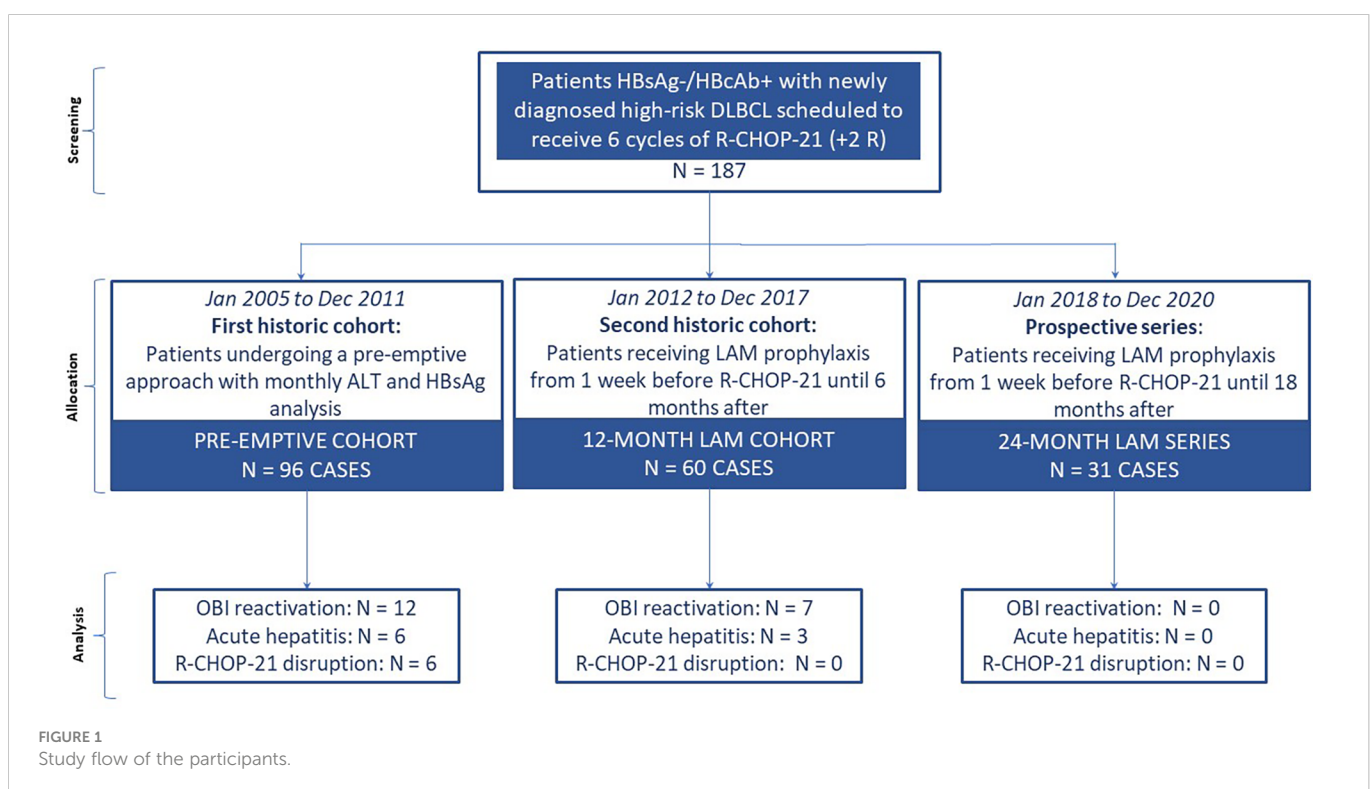 Screening
Patients HBsAg-/HBcAb+ with newly
diagnosed high-risk DLBCL scheduled to
receive 6 cycles of R-CHOP-21 (+2 R)
N = 187
Allocation
Jan 2005 to Dec 2011
First historic cohort:
Patients undergoing a pre-emptive
approach with monthly ALT and HBsAg
analysis
PRE-EMPTIVE COHORT
N = 96 CASES
Jan 2012 to Dec 2017
Second historic cohort:
Patients receiving LAM prophylaxis
from 1 week before R-CHOP-21 until 6
months after
12-MONTH LAM COHORT
N = 60 CASES
Jan 2018 to Dec 2020
Prospective series:
Patients receiving LAM prophylaxis
from 1 week before R-CHOP-21 until 18
months after
24-MONTH LAM SERIES
N = 31 CASES
Analysis
OBI reactivation: N = 12
Acute hepatitis: N = 6
R-CHOP-21 disruption: N = 6
OBI reactivation: N = 7
Acute hepatitis: N = 3
R-CHOP-21 disruption: N = 0
OBI reactivation: N = 0
Acute hepatitis: N = 0
R-CHOP-21 disruption: N = 0
FIGURE 1
Study flow of the participants.